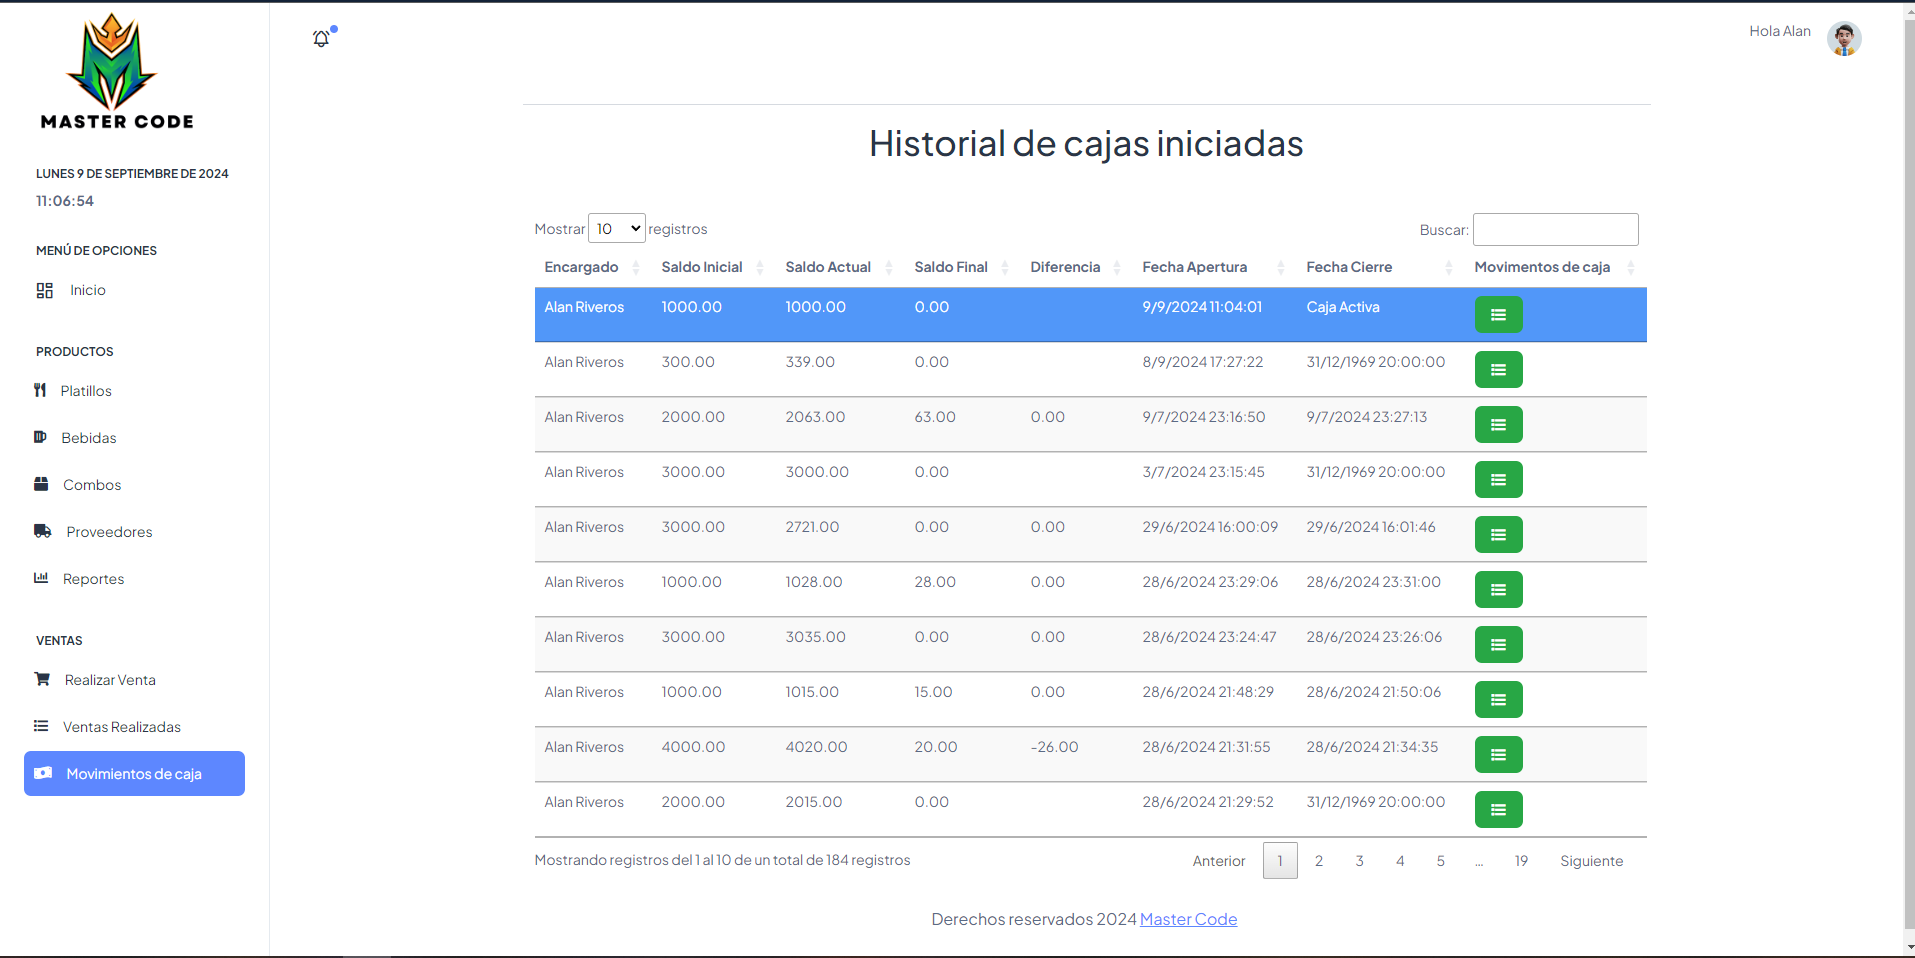 MASTER CODE
LUNES 9 DE SEPTIEMBRE DE 2024
11:06:54
MENÚ DE OPCIONES
Inicio
PRODUCTOS
Platillos
Bebidas
Combos
Proveedores
Reportes
VENTAS
Realizar Venta
Ventas Realizadas
Movimientos de caja
Hola Alan
Historial de cajas iniciadas
Mostrar 10 registros
Buscar:
Encargado Saldo Inicial Saldo Actual Saldo Final Diferencia Fecha Apertura Fecha Cierre Movimentos de caja
Alan Riveros 1000.00 1000.00 0.00 9/9/2024 11:04:01 Caja Activa
Alan Riveros 300.00 339.00 0.00 8/9/2024 17:27:22 31/12/1969 20:00:00
Alan Riveros 2000.00 2063.00 63.00 0.00 9/7/2024 23:16:50 9/7/2024 23:27:13
Alan Riveros 3000.00 3000.00 0.00 3/7/2024 23:15:45 31/12/1969 20:00:00
Alan Riveros 3000.00 2721.00 0.00 0.00 29/6/2024 16:00:09 29/6/2024 16:01:46
Alan Riveros 1000.00 1028.00 28.00 0.00 28/6/2024 23:29:06 28/6/2024 23:31:00
Alan Riveros 3000.00 3035.00 0.00 0.00 28/6/2024 23:24:47 28/6/2024 23:26:06
Alan Riveros 1000.00 1015.00 15.00 0.00 28/6/2024 21:48:29 28/6/2024 21:50:06
Alan Riveros 4000.00 4020.00 20.00 -26.00 28/6/2024 21:31:55 28/6/2024 21:34:35
Alan Riveros 2000.00 2015.00 0.00 28/6/2024 21:29:52 31/12/1969 20:00:00
Mostrando registros del 1 al 10 de un total de 184 registros
Anterior 1 2 3 4 5 … 19 Siguiente
Derechos reservados 2024 Master Code